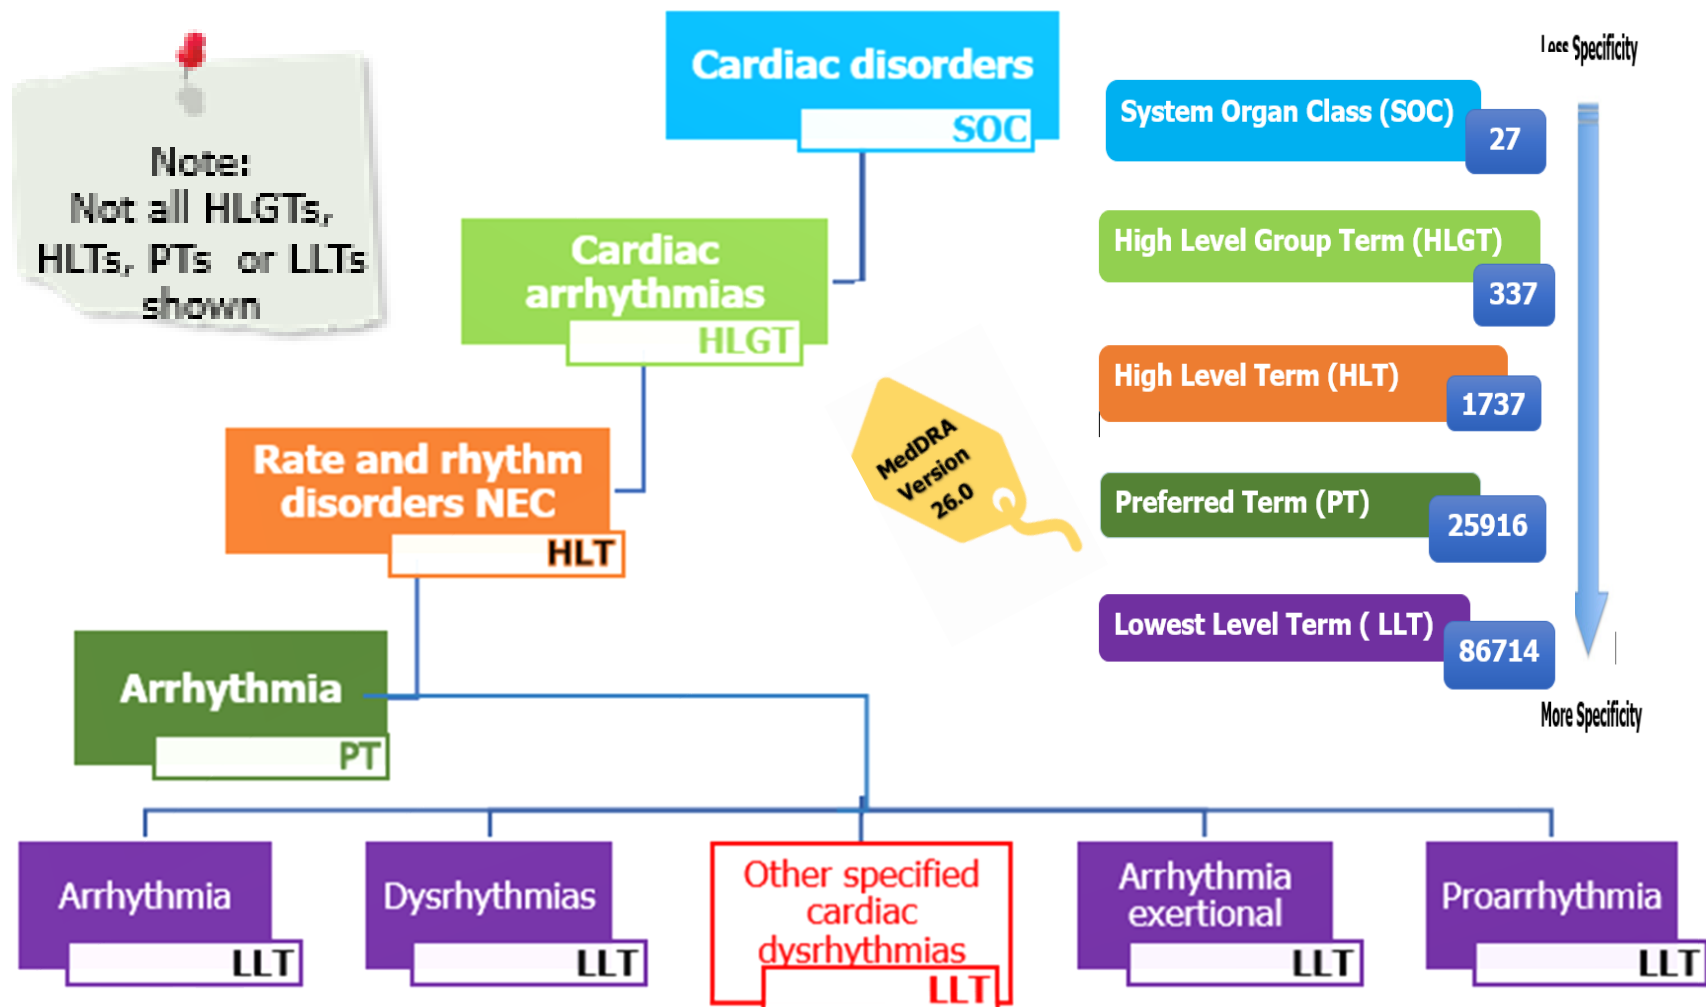 Note:
Not all HLGTs,
HLTs, PTs or LLTs
shown
Cardiac disorders
SOC
Cardiac
arrhythmias
HLGT
Rate and rhythm
disorders NEC
HLT
Arrhythmia
PT
Arrhythmia
LLT
Dysrhythmias
LLT
Other specified
cardiac
dysrhythmias
LLT
Arrhythmia
exertional
LLT
Proarrhythmia
LLT
MedDRA
Version
26.0
Less Specificity
System Organ Class (SOC)
27
High Level Group Term (HLGT)
337
High Level Term (HLT)
1737
Preferred Term (PT)
25916
Lowest Level Term ( LLT)
86714
More Specificity